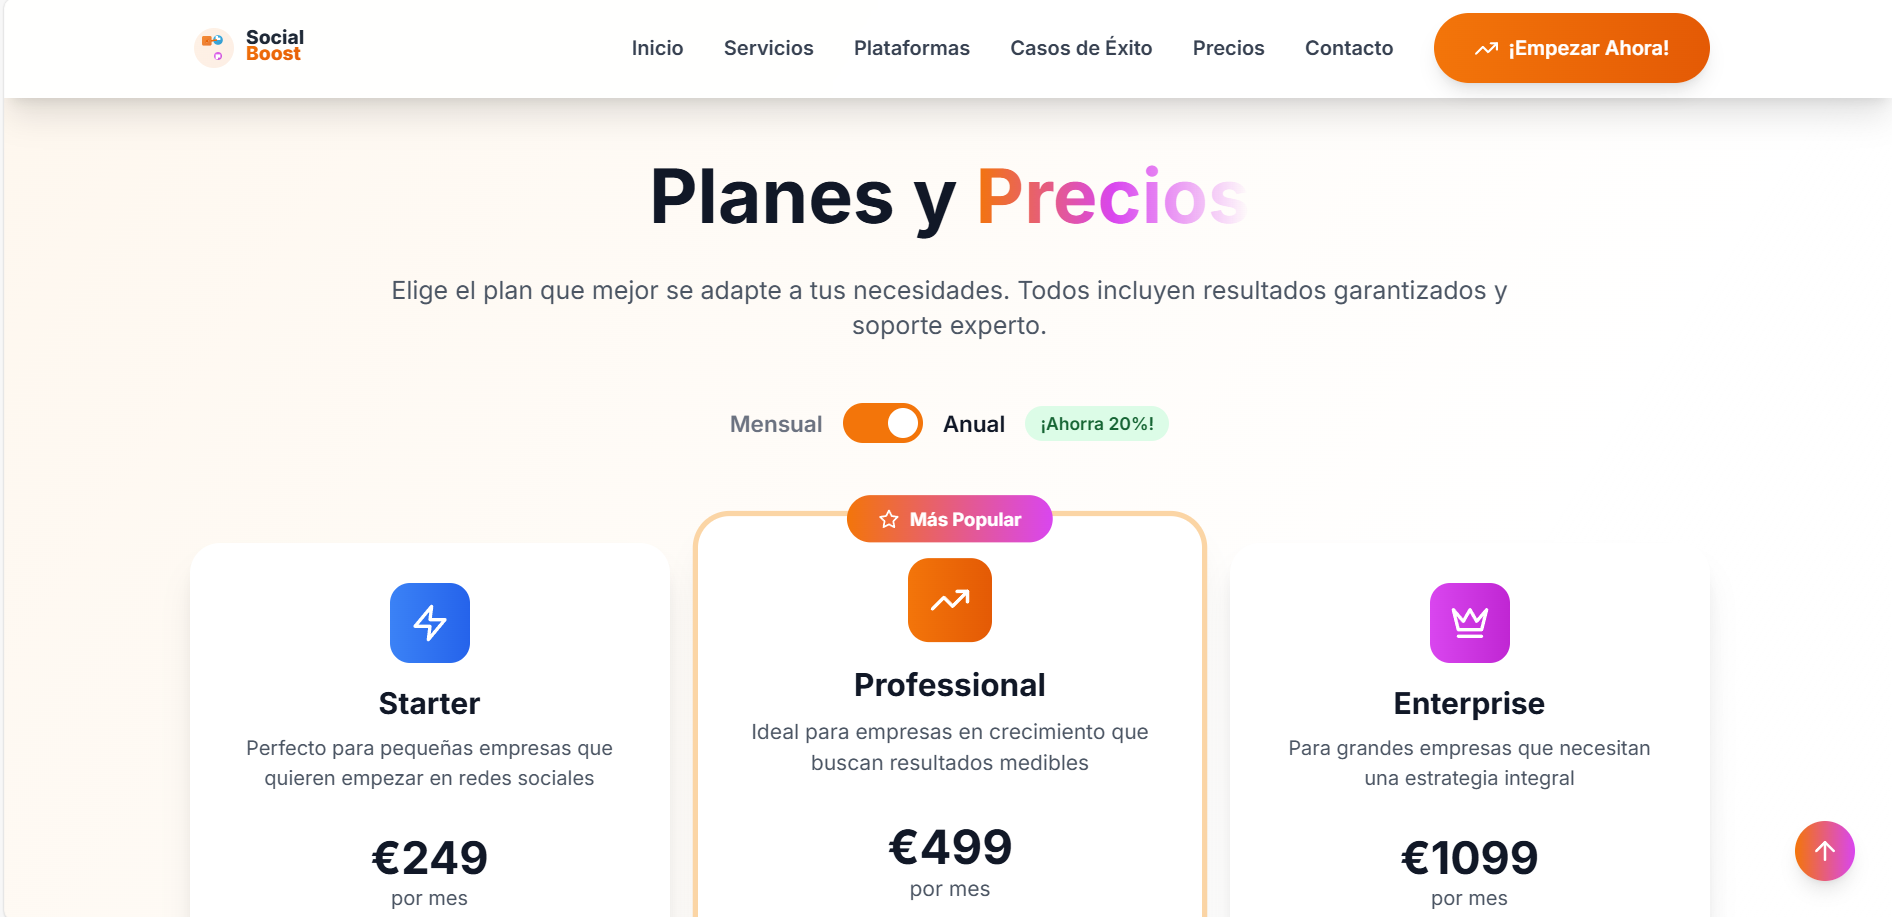 Social
Boost
Inicio
Servicios
Plataformas
Casos de Éxito
Precios
Contacto
¡Empezar Ahora!
Planes y Precios
Elige el plan que mejor se adapte a tus necesidades. Todos incluyen resultados garantizados y
soporte experto.
Mensual
Anual
¡Ahorra 20%!
Más Popular
Starter
Perfecto para pequeñas empresas que
quieren empezar en redes sociales
€249
por mes
Professional
Ideal para empresas en crecimiento que
buscan resultados medibles
€499
por mes
Enterprise
Para grandes empresas que necesitan
una estrategia integral
€1099
por mes